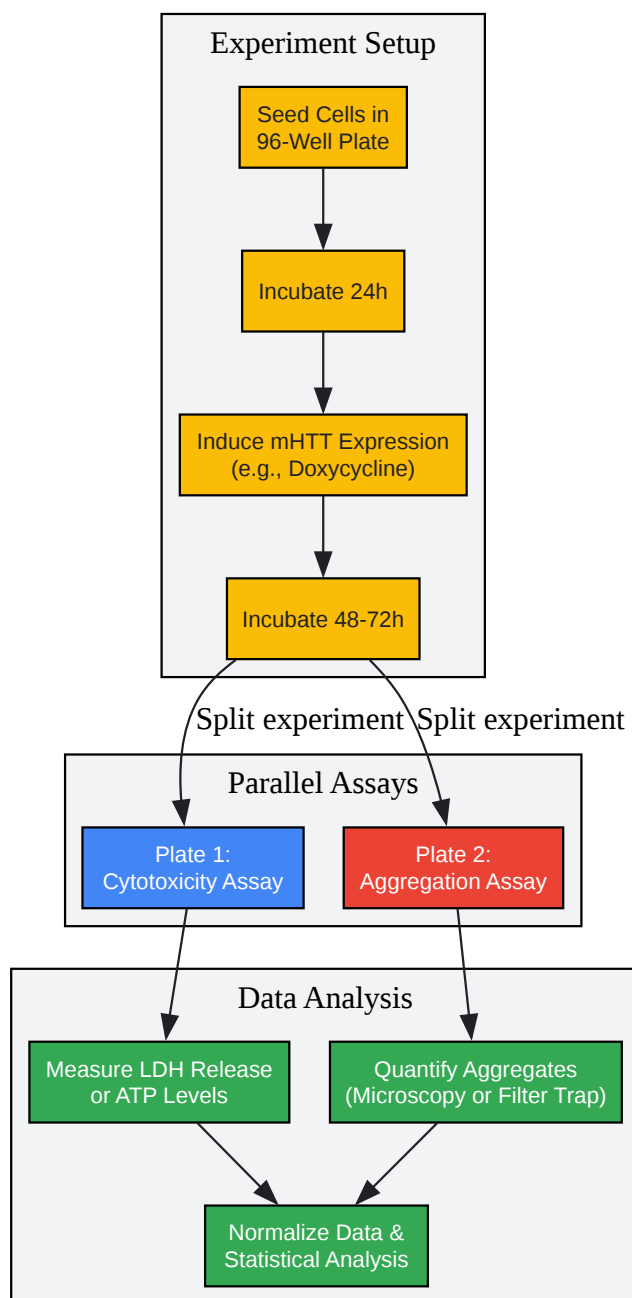 Experiment Setup
Seed Cells in
96-Well Plate
Incubate 24h
Induce mHTT Expression
(e.g., Doxycycline)
Incubate 48-72h
Split experiment
Split experiment
Parallel Assays
Plate 1:
Cytotoxicity Assay
Plate 2:
Aggregation Assay
Data Analysis
Measure LDH Release
or ATP Levels
Quantify Aggregates
(Microscopy or Filter Trap)
Normalize Data &
Statistical Analysis